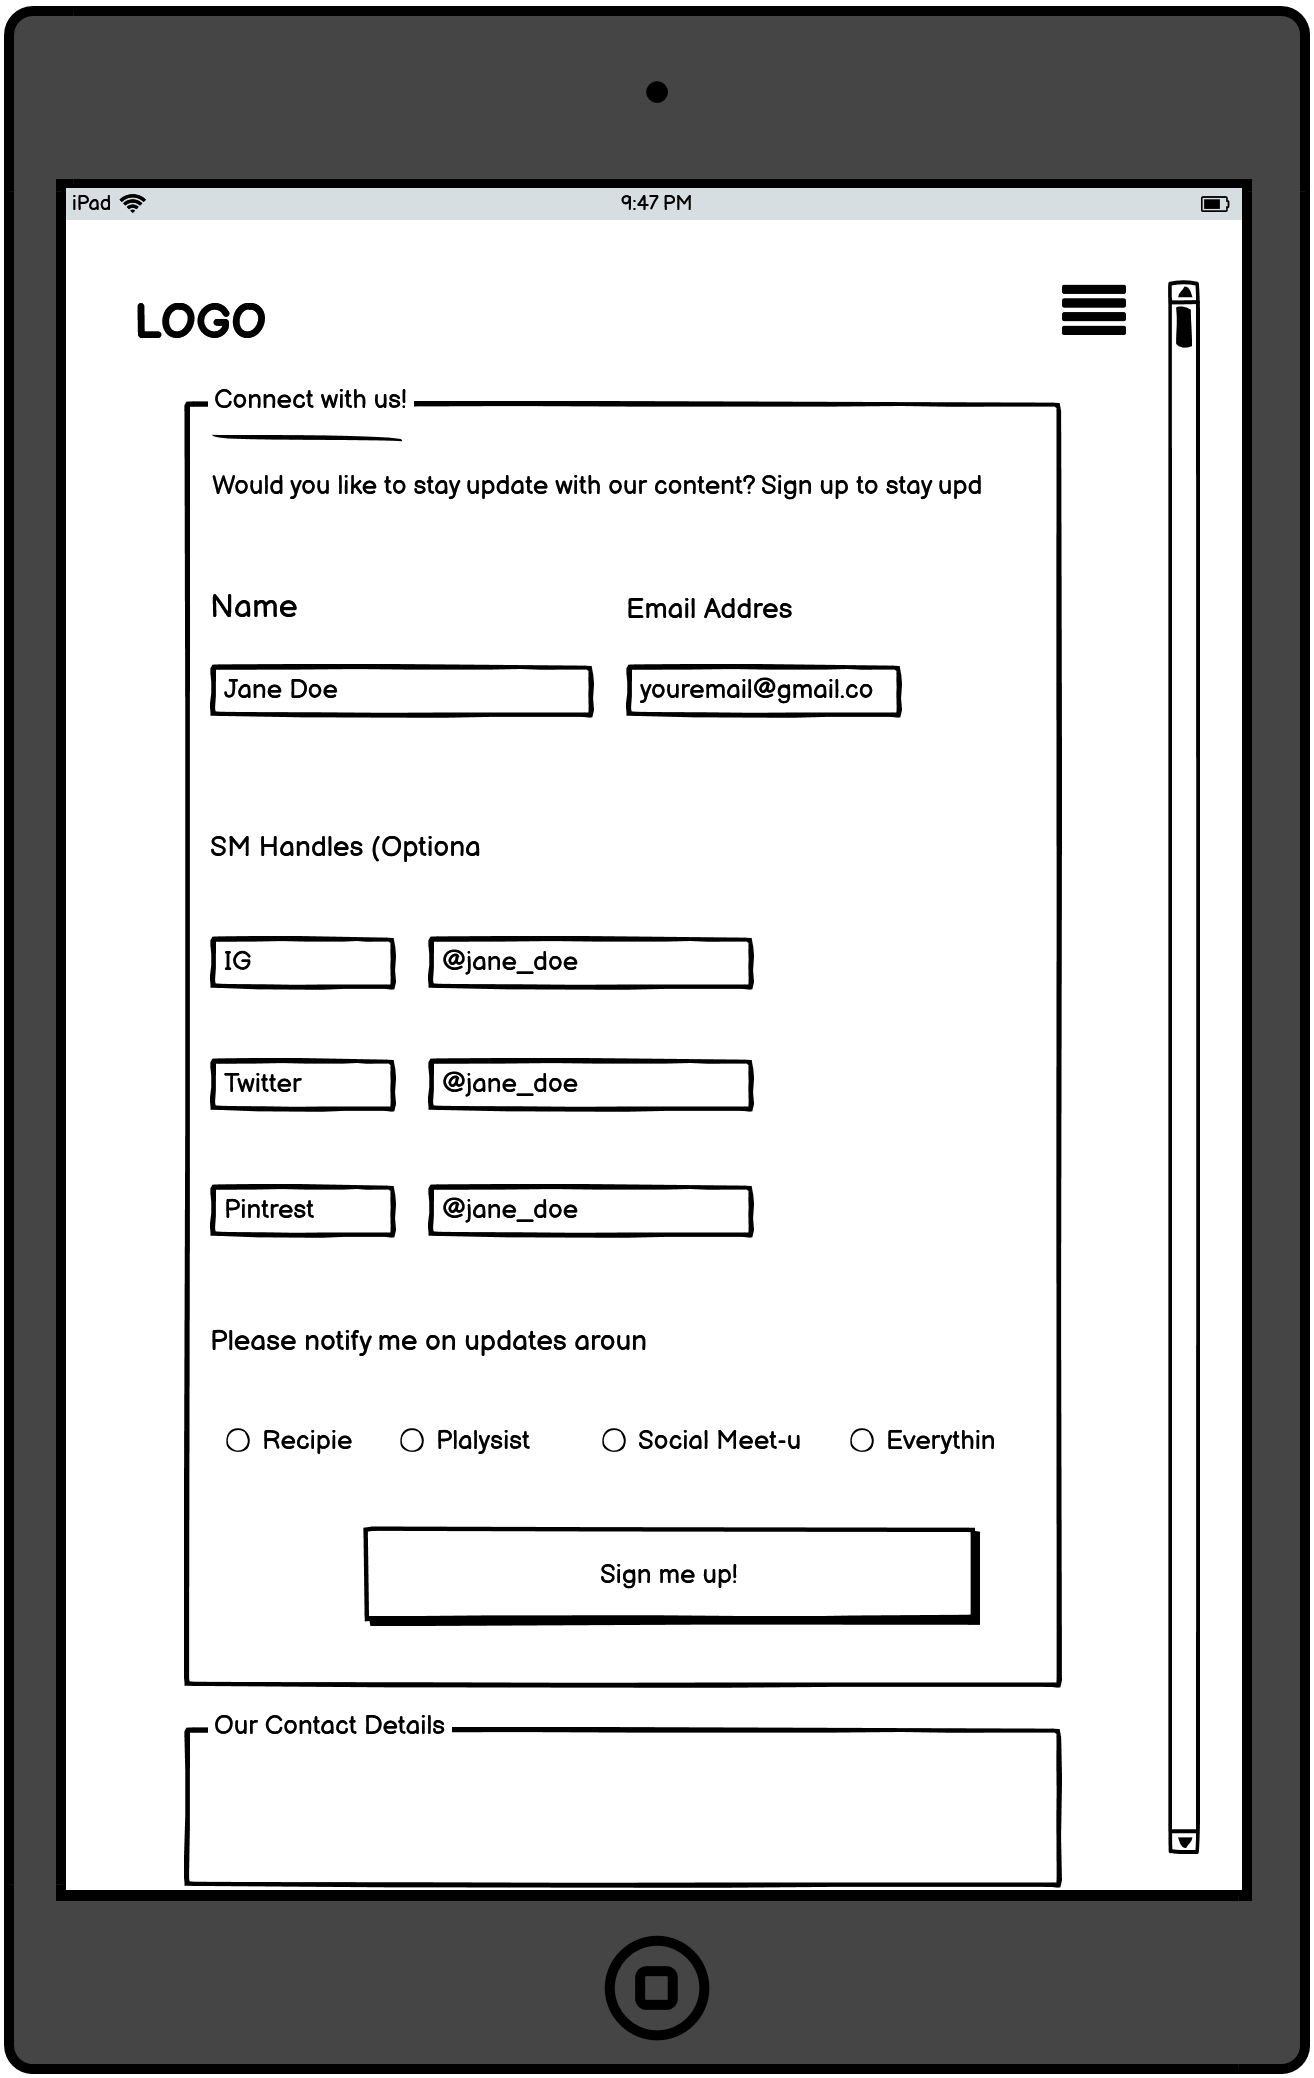 iPad 9:47 PM
LOGO
Connect with us!
Would you like to stay update with our content? Sign up to stay upd
Name Email Addres
Jane Doe youremail@gmail.co
SM Handles (Optiona
IG @jane_doe
Twitter @jane_doe
Pintrest @jane_doe
Please notify me on updates aroun
Recipie Plalysist Social Meet-u Everythin
Sign me up!
Our Contact Details